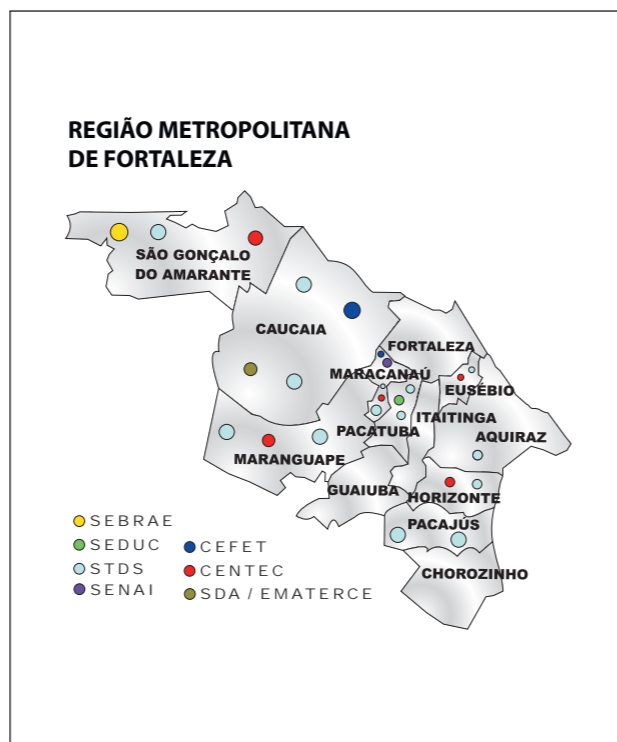 REGIÃO METROPOLITANA
DE FORTALEZA
SÃO GONÇALO
DO AMARANTE
CAUCAIA
FORTALEZA
MARACANAÚ
EUSÉBIO
ITAITINGA
PACATUBA
AQUIRAZ
MARANGUAPE
GUAIUBA
HORIZONTE
PACAJÚS
CHOROZINHO
SEBRAE
SEDUC
STDS
SENAI
CEFET
CENTEC
SDA / EMATERCE